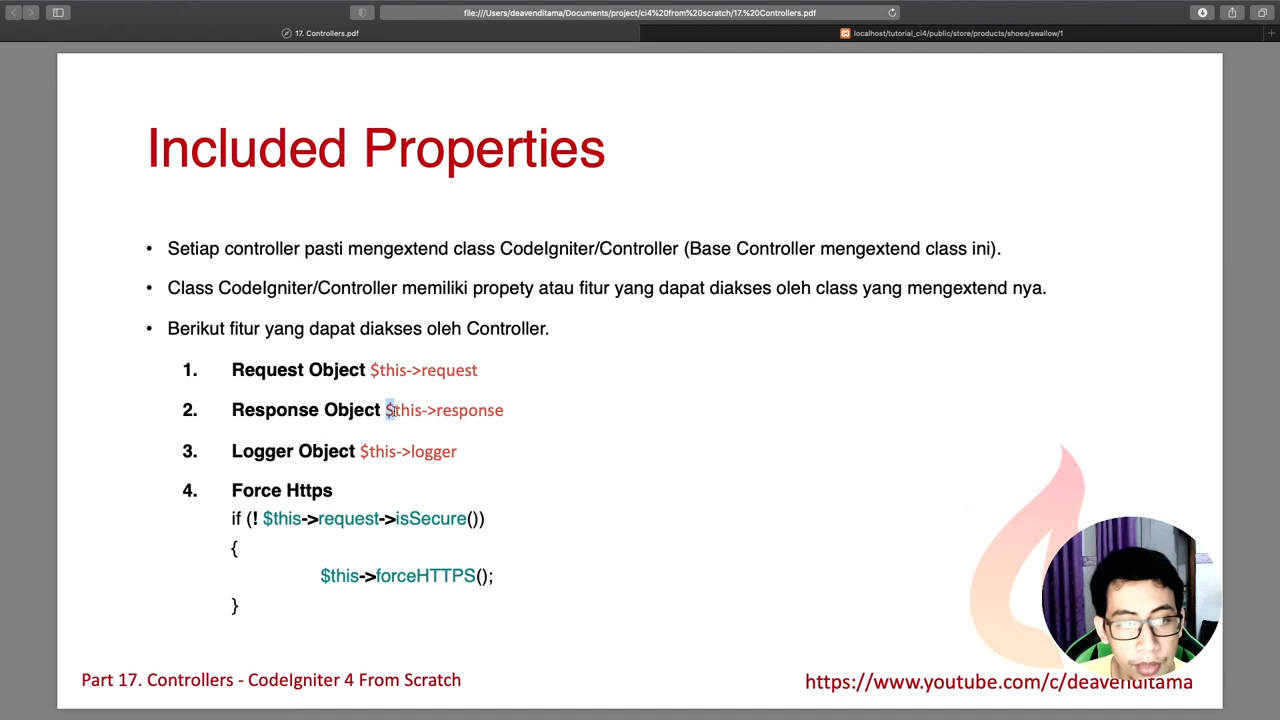 file:///Users/deavenditama/Documents/project/ci4%20from%20scratch/17.%20Controllers.pdf
17. Controllers.pdf
localhost/tutorial_ci4/public/store/products/shoes/swallow/1
Included Properties
• Setiap controller pasti mengextend class CodeIgniter/Controller (Base Controller mengextend class ini).
• Class CodeIgniter/Controller memiliki propety atau fitur yang dapat diakses oleh class yang mengextend nya.
• Berikut fitur yang dapat diakses oleh Controller.
1. Request Object $this->request
2. Response Object $this->response
3. Logger Object $this->logger
4. Force Https
if (! $this->request->isSecure())
{
$this->forceHTTPS();
}
Part 17. Controllers - CodeIgniter 4 From Scratch
https://www.youtube.com/c/deavenditama